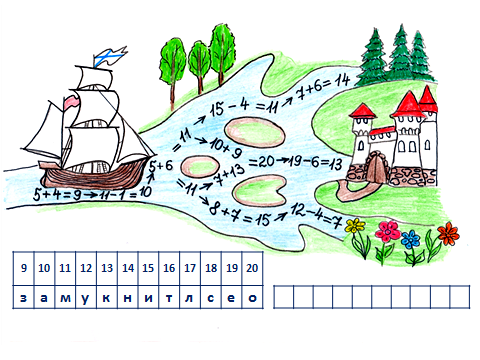 15 - 4 = 11 → 7 + 6 = 14
= 11 → 10 + 9
5 + 6 = 20 → 19 - 6 = 13
= 11 → 7 + 13
5 + 4 = 9 → 11 - 1 = 10
→ 8 + 7 = 15 → 12 - 4 = 7
9 10 11 12 13 14 15 16 17 18 19 20
з а м у к н и т л с е о